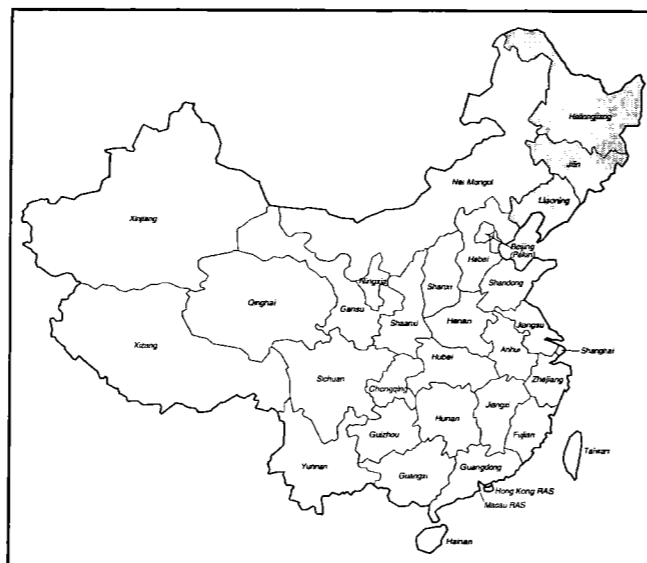 Heilongjiang
Jilin
Nei Mongol
Liaoning
Xinjiang
Beijing
(Pékin)
Hebei
Ningxia
Shanxi
Shandong
Qinghai
Gansu
Shaanxi
Henan
Jiangsu
Xizang
Anhui
Shanghai
Hubei
Sichuan
Chongqing
Zhejiang
Hunan
Jiangxi
Guizhou
Fujian
Taiwan
Yunnan
Guangxi
Guangdong
Hong Kong RAS
Macau RAS
Hainan